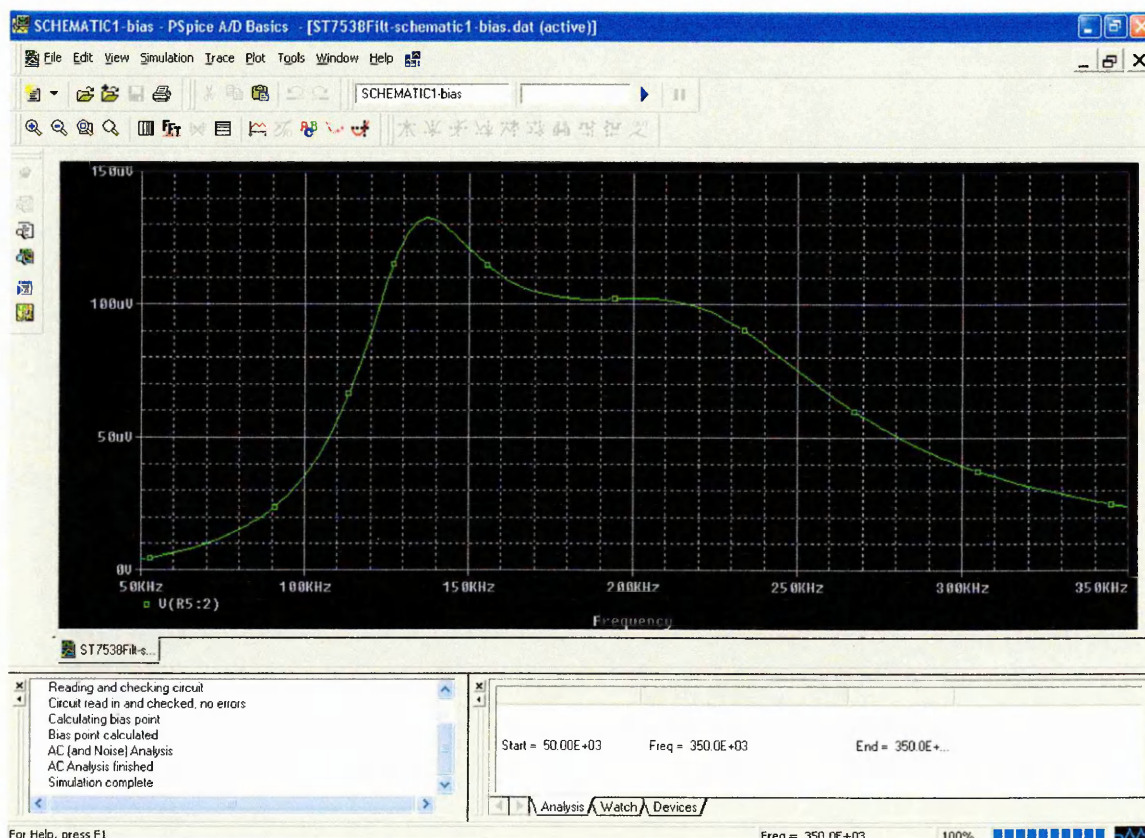 SCHEMATIC1-bias - PSpice A/D Basics - [ST7538Filt-schematic1-bias.dat (active)]
File Edit View Simulation Trace Plot Tools Window Help
SCHEMATIC1-bias
FFT
150uV
100uV
50uV
0V
50KHz 100KHz 150KHz 200KHz 250KHz 300KHz 350KHz
V(R5:2)
Frequency
ST7538Filt-s...
Reading and checking circuit
Circuit read in and checked, no errors
Calculating bias point
Bias point calculated
AC (and Noise) Analysis
AC Analysis finished
Simulation complete
Start = 50.00E+03 Freq = 350.0E+03 End = 350.0E+...
Analysis Watch Devices
For Help, press F1 Freq = 350.0E+03 100%